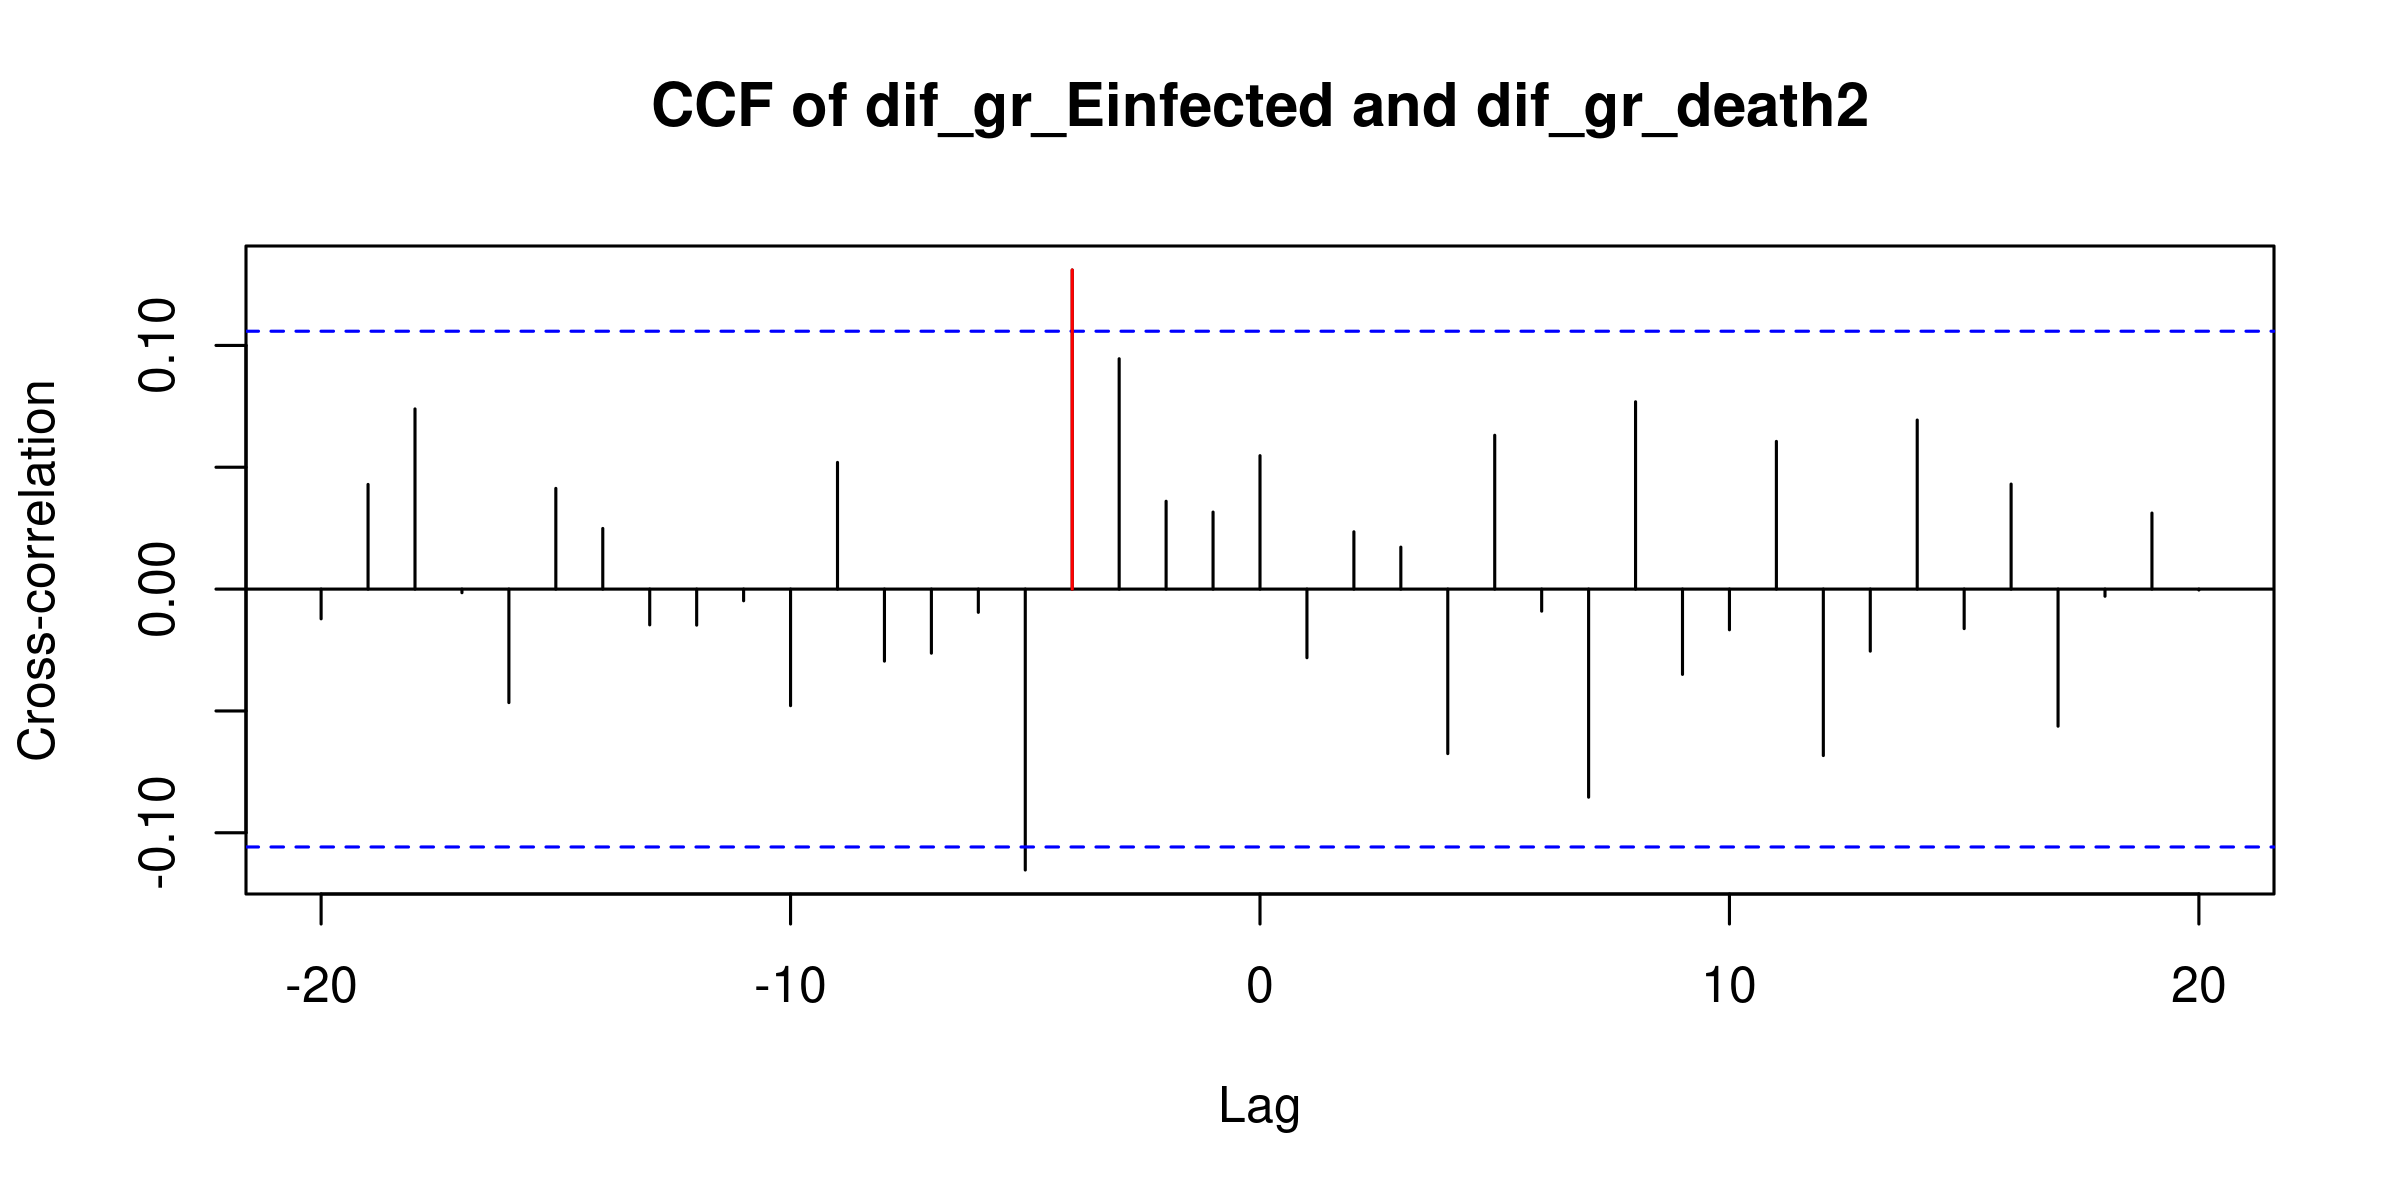 CCF of dif_gr_Einfected and dif_gr_death2
Cross-correlation
0.10
0.00
-0.10
-20 -10 0 10 20
Lag